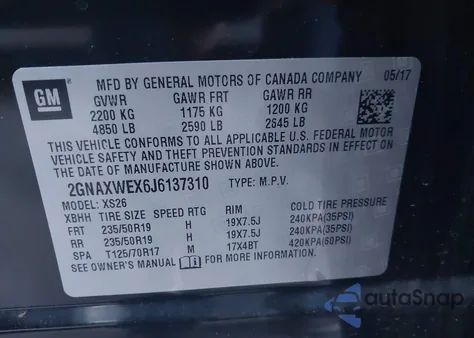 MFD BY GENERAL MOTORS OF CANADA COMPANY 05/17
GM
GVWR GAWR FRT GAWR RR
2200 KG 1175 KG 1200 KG
4850 LB 2590 LB 2645 LB
THIS VEHICLE CONFORMS TO ALL APPLICABLE U.S. FEDERAL MOTOR
VEHICLE SAFETY AND THEFT PREVENTION STANDARDS IN EFFECT ON
THE DATE OF MANUFACTURE SHOWN ABOVE.
2GNAXWEX6J6137310 TYPE: M.P.V.
MODEL: XS26
XBHH TIRE SIZE SPEED RTG RIM COLD TIRE PRESSURE
FRT 235/50R19 H 19X7.5J 240KPA(35PSI)
RR 235/50R19 H 19X7.5J 240KPA(35PSI)
SPA T125/70R17 M 17X4BT 420KPA(60PSI)
SEE OWNER'S MANUAL FOR MORE INFORMATION.
autoSnap